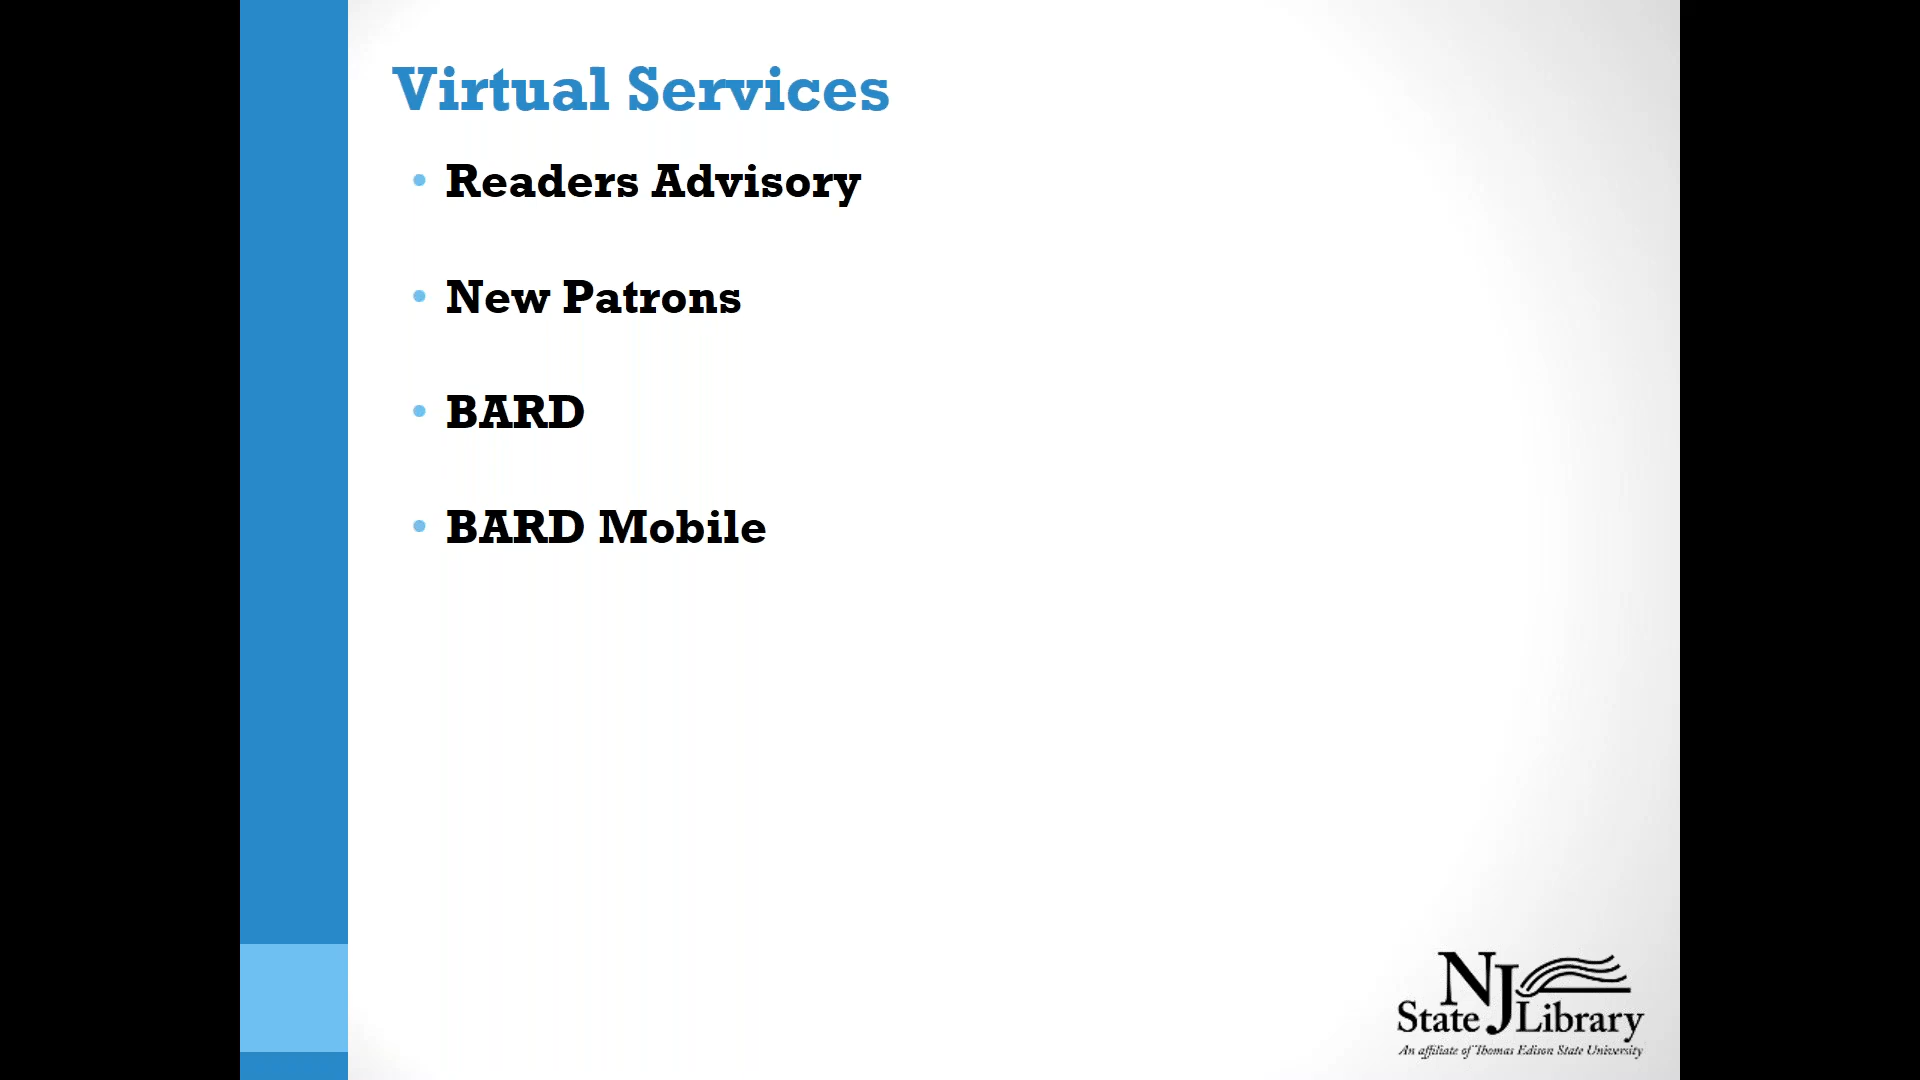 Virtual Services
• Readers Advisory
• New Patrons
• BARD
• BARD Mobile
NJ
State Library
An affiliate of Thomas Edison State University